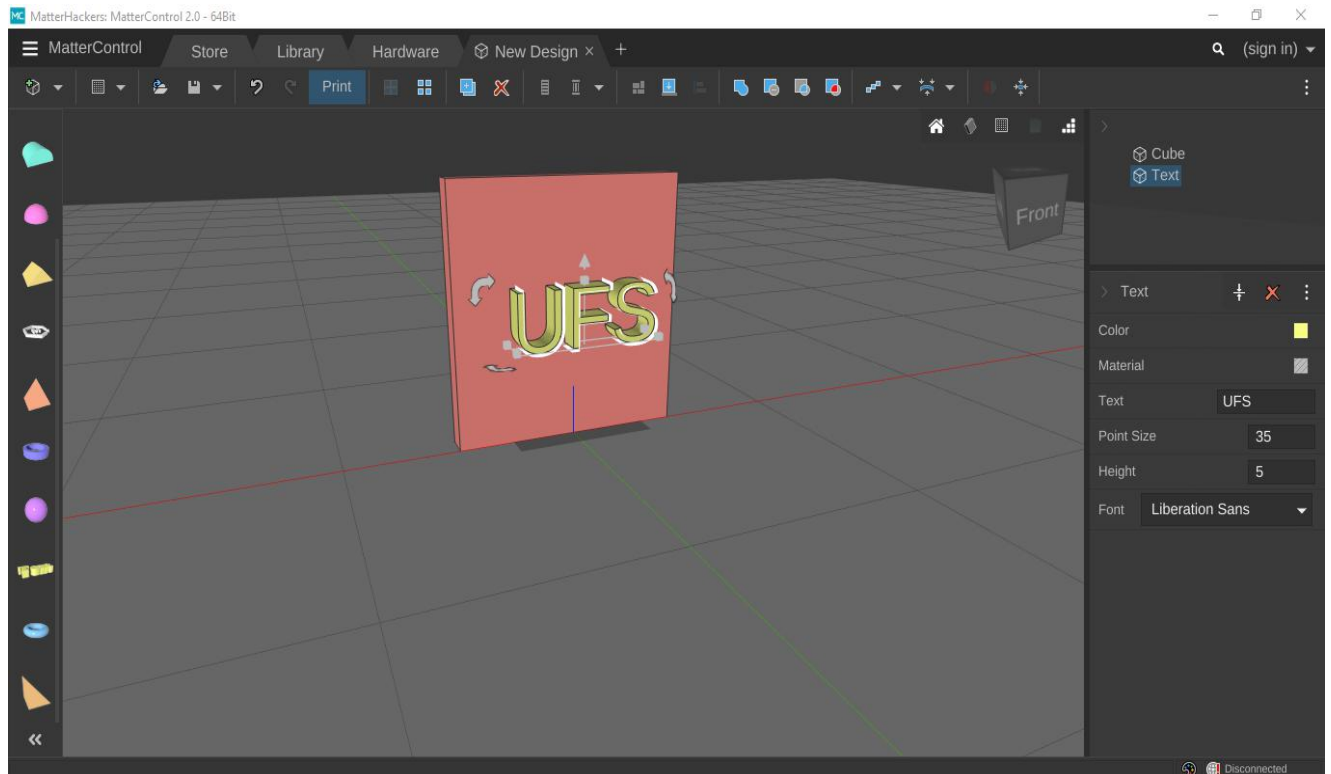 MC MatterHackers: MatterControl 2.0 - 64Bit
MatterControl Store Library Hardware New Design × + (sign in)
Print
Cube
Text
Front
UFS
Text
Color
Material
Text UFS
Point Size 35
Height 5
Font Liberation Sans
Disconnected